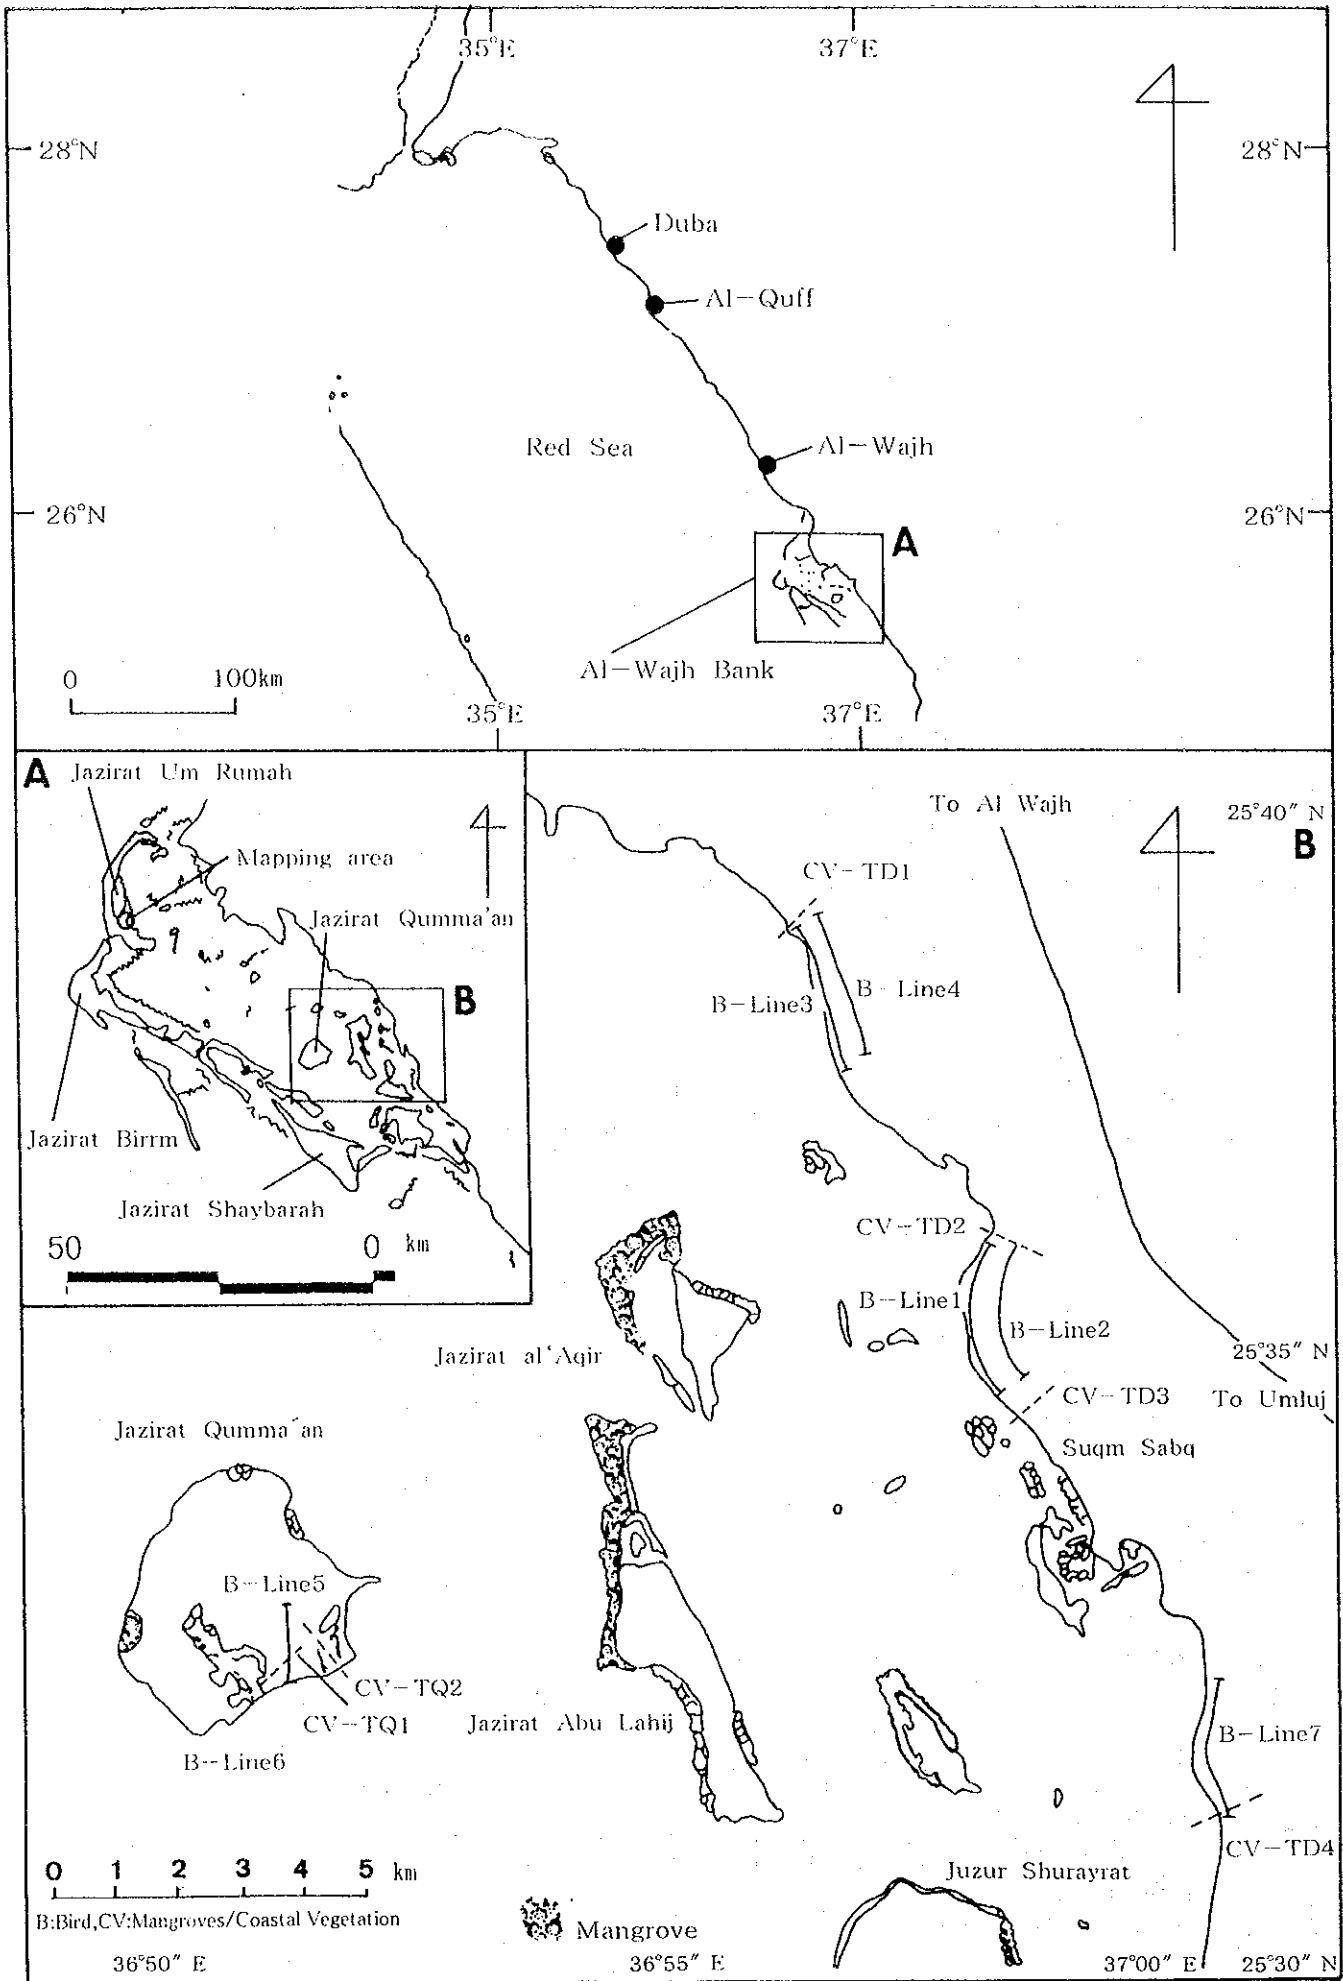 35°E
37°E
28°N
28°N
Duba
Al-Quff
Red Sea
Al-Wajh
26°N
26°N
A
Al-Wajh Bank
0 100km
35°E
37°E
A
Jazirat Um Rumah
Mapping area
Jazirat Qumma'an
B
Jazirat Birrm
Jazirat Shaybarah
50 0 km
To Al Wajh
25°40″ N
B
CV-TD1
B-Line3
B-Line4
CV-TD2
B-Line1
B-Line2
25°35″ N
Jazirat al'Aqir
CV-TD3
To Umluj
Jazirat Qumma'an
Suqm Sabq
B-Line5
CV-TQ2
CV-TQ1
Jazirat Abu Lahij
B-Line7
B--Line6
CV-TD4
0 1 2 3 4 5 km
Juzur Shurayrat
B:Bird,CV:Mangroves/Coastal Vegetation
Mangrove
36°50″ E
36°55″ E
37°00″ E
25°30″ N